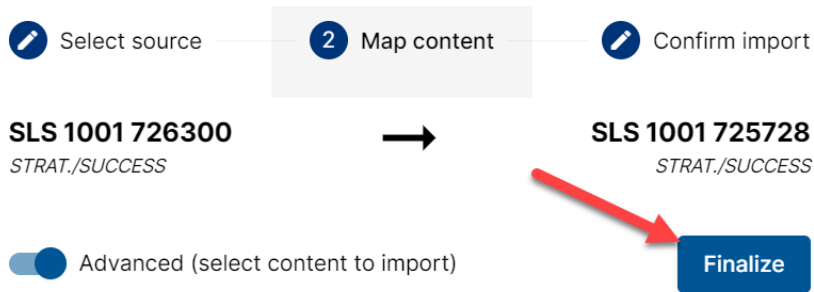 Select source
2 Map content
Confirm import
SLS 1001 726300
SLS 1001 725728
STRAT./SUCCESS
STRAT./SUCCESS
Advanced (select content to import)
Finalize